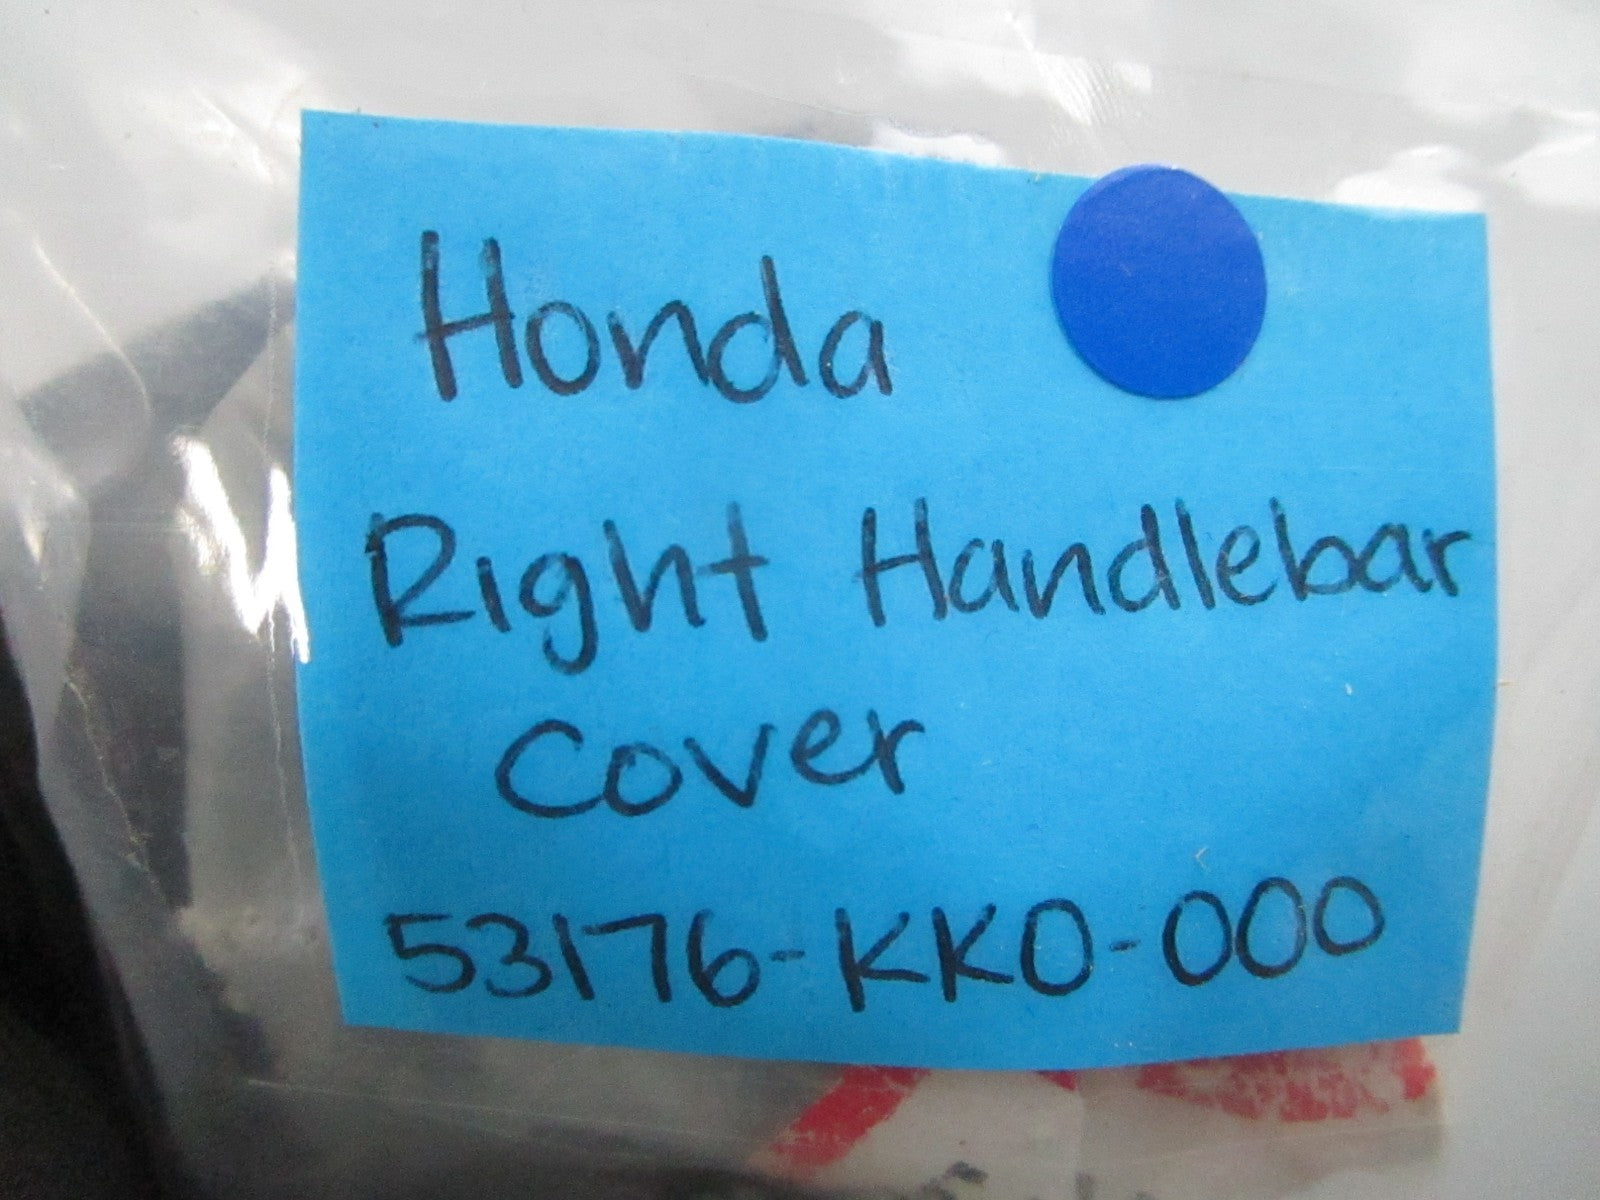 Honda
Right Handlebar
Cover
53176-KK0-000